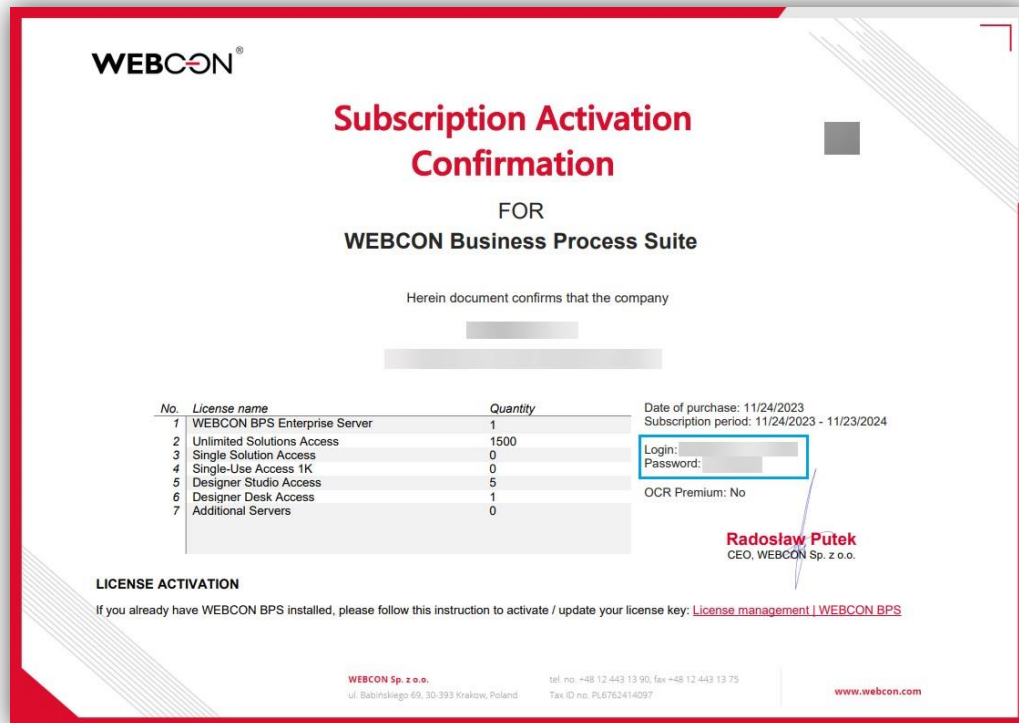 WEBCON®
Subscription Activation
Confirmation
FOR
WEBCON Business Process Suite
Herein document confirms that the company
No. License name Quantity
1 WEBCON BPS Enterprise Server 1
2 Unlimited Solutions Access 1500
3 Single Solution Access 0
4 Single-Use Access 1K 0
5 Designer Studio Access 5
6 Designer Desk Access 1
7 Additional Servers 0
Date of purchase: 11/24/2023
Subscription period: 11/24/2023 - 11/23/2024
Login:
Password:
OCR Premium: No
Radosław Putek
CEO, WEBCON Sp. z o.o.
LICENSE ACTIVATION
If you already have WEBCON BPS installed, please follow this instruction to activate / update your license key: License management | WEBCON BPS
WEBCON Sp. z o.o.
ul. Babińskiego 69, 30-393 Krakow, Poland
tel. no. +48 12 443 13 90, fax +48 12 443 13 75
Tax ID no. PL6762414097
www.webcon.com